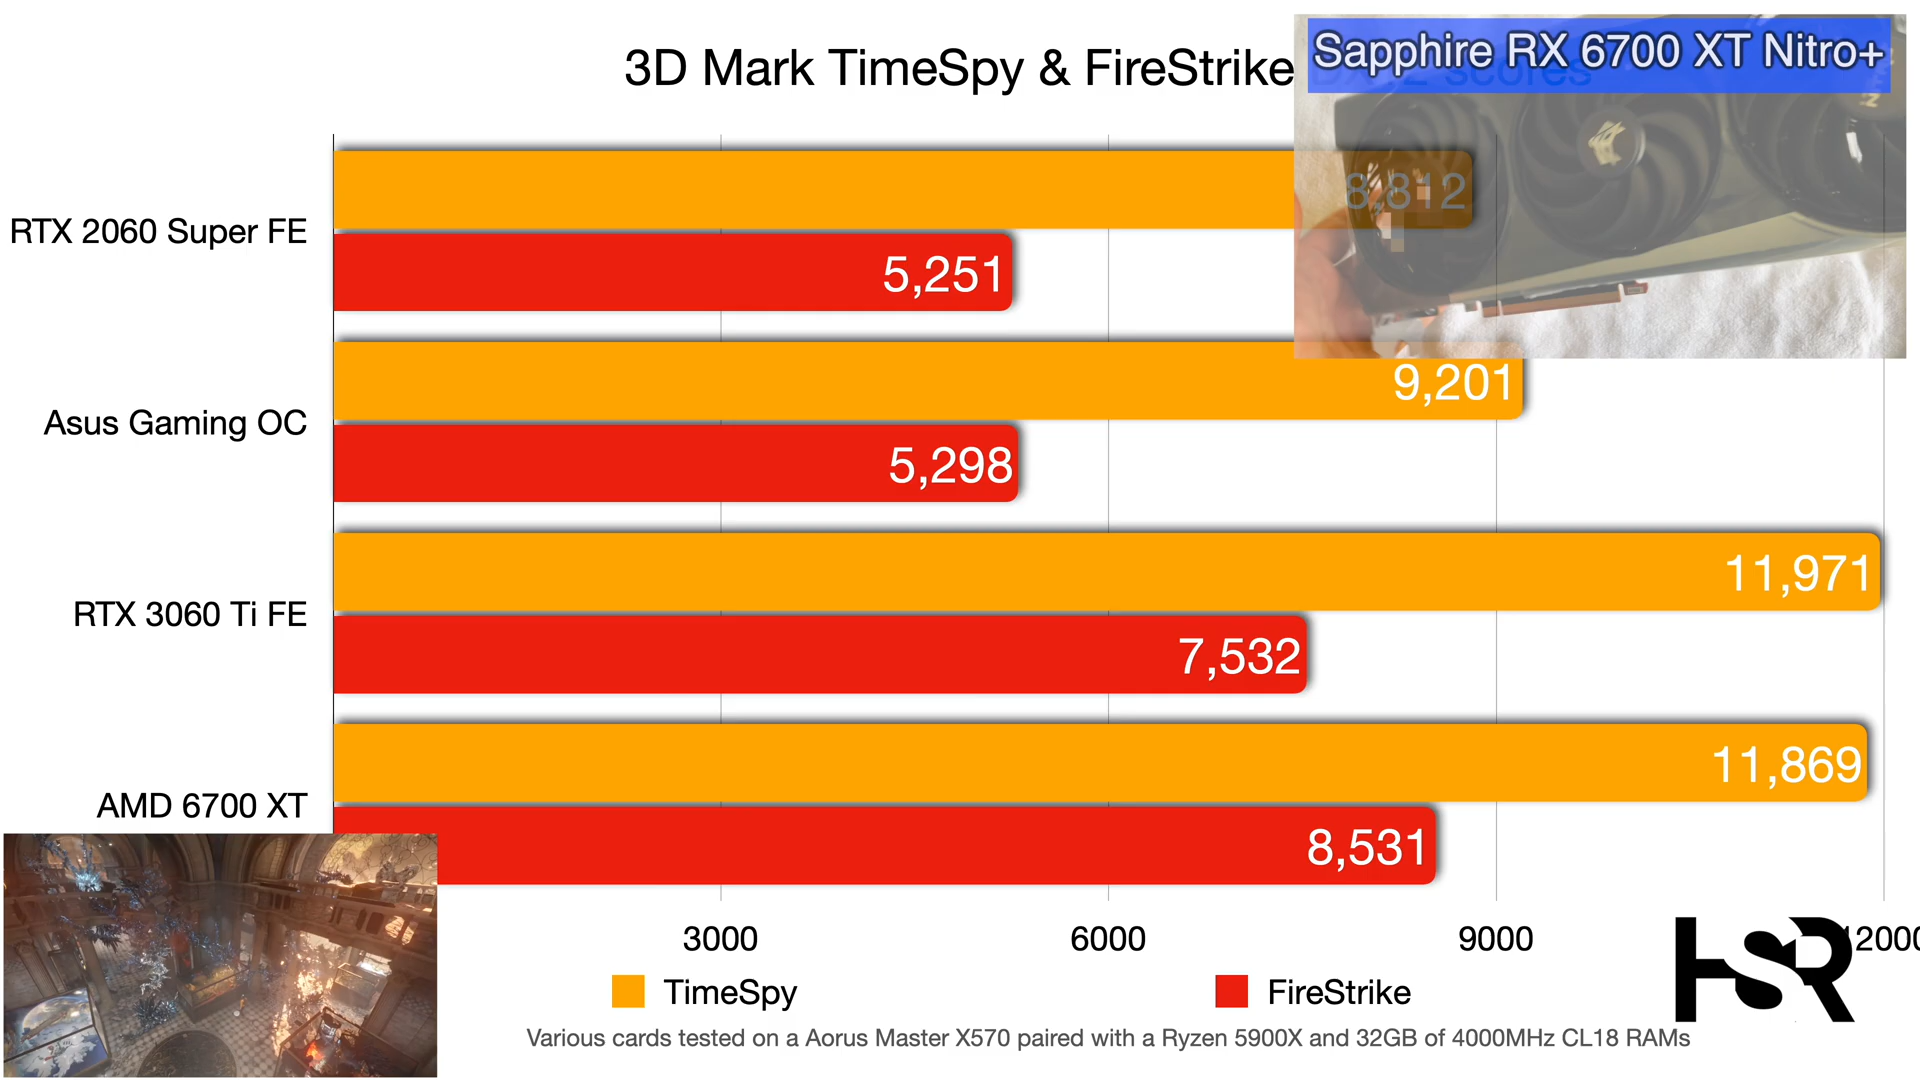 3D Mark TimeSpy & FireStrike scores
Sapphire RX 6700 XT Nitro+
RTX 2060 Super FE
8,812
5,251
Asus Gaming OC
9,201
5,298
RTX 3060 Ti FE
11,971
7,532
AMD 6700 XT
11,869
8,531
3000
6000
9000
12000
HSR
TimeSpy
FireStrike
Various cards tested on a Aorus Master X570 paired with a Ryzen 5900X and 32GB of 4000MHz CL18 RAMs